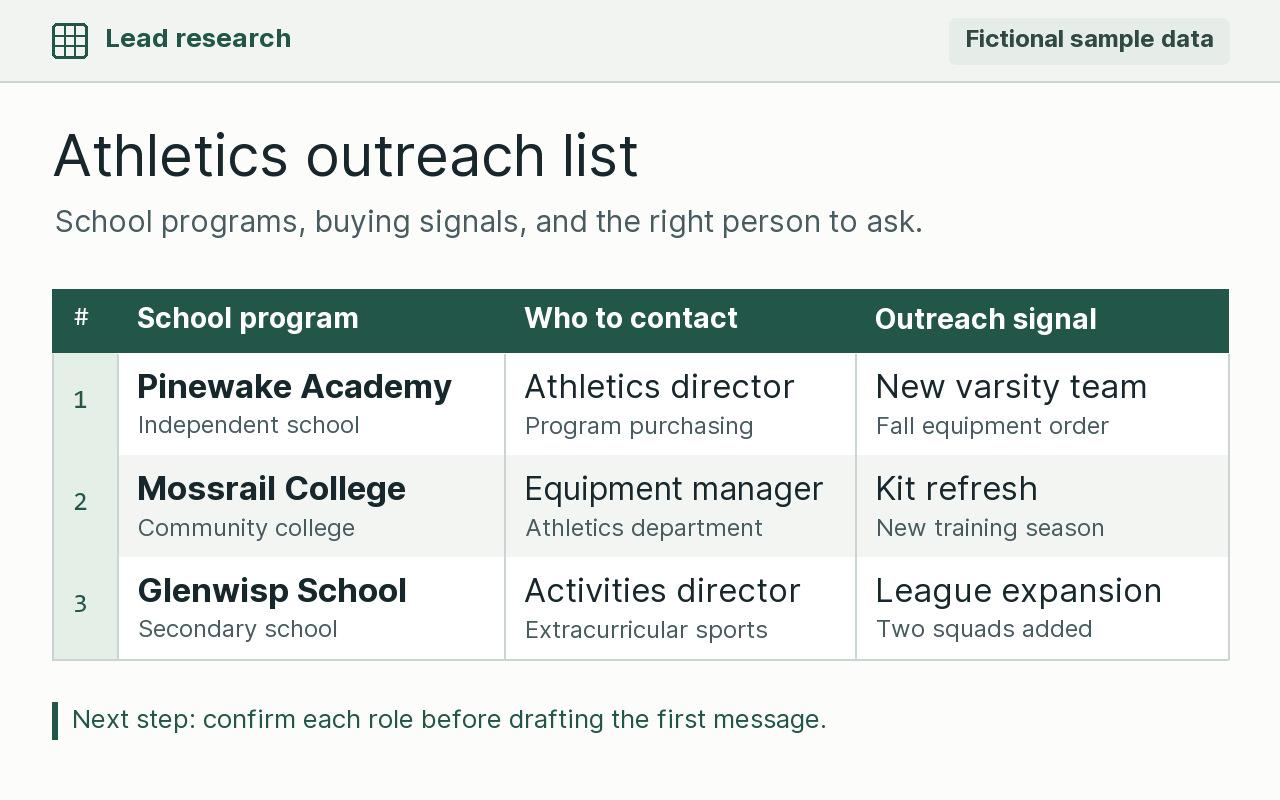 Lead research
Fictional sample data
Athletics outreach list
School programs, buying signals, and the right person to ask.
# School program Who to contact Outreach signal
1 Pinewake Academy Athletics director New varsity team
Independent school Program purchasing Fall equipment order
2 Mossrail College Equipment manager Kit refresh
Community college Athletics department New training season
3 Glenwisp School Activities director League expansion
Secondary school Extracurricular sports Two squads added
Next step: confirm each role before drafting the first message.